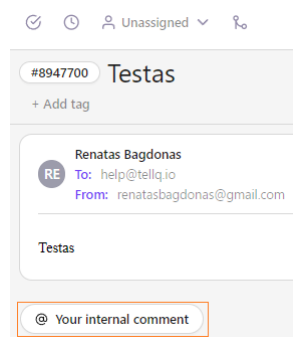 Unassigned
#8947700 Testas
+ Add tag
Renatas Bagdonas
RE To: help@tellq.io
From: renatasbagdonas@gmail.com
Testas
@ Your internal comment